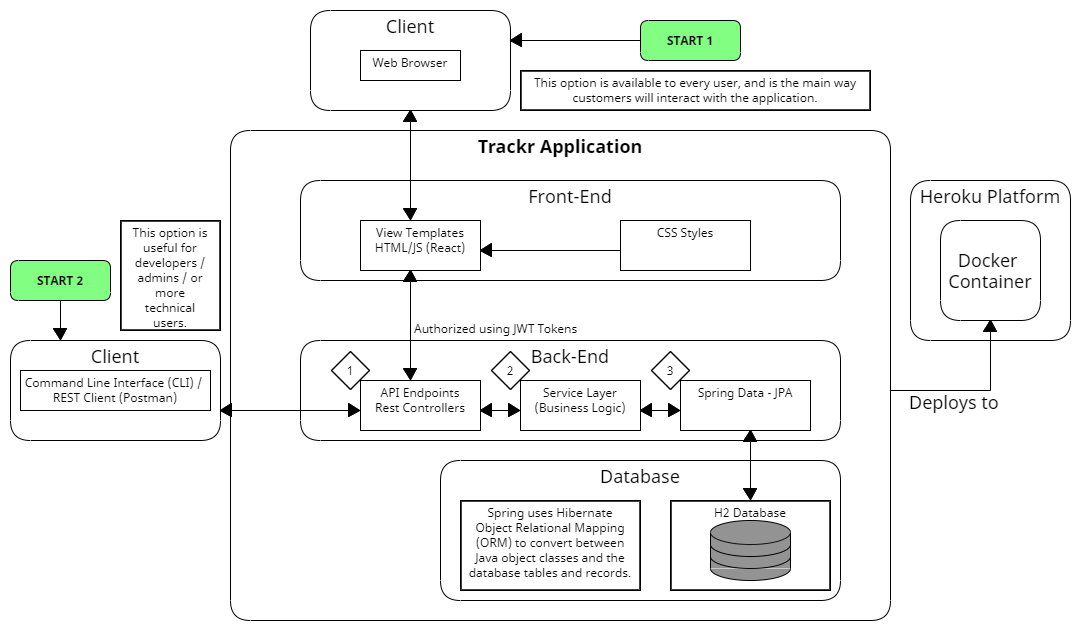 Client
Web Browser
START 1
This option is available to every user, and is the main way
customers will interact with the application.
Trackr Application
Front-End
View Templates
HTML/JS (React)
CSS Styles
Heroku Platform
Docker
Container
Deploys to
This option is
useful for
developers /
admins / or
more
technical
users.
START 2
Client
Command Line Interface (CLI) /
REST Client (Postman)
Authorized using JWT Tokens
Back-End
1
API Endpoints
Rest Controllers
2
Service Layer
(Business Logic)
3
Spring Data - JPA
Database
Spring uses Hibernate
Object Relational Mapping
(ORM) to convert between
Java object classes and the
database tables and records.
H2 Database